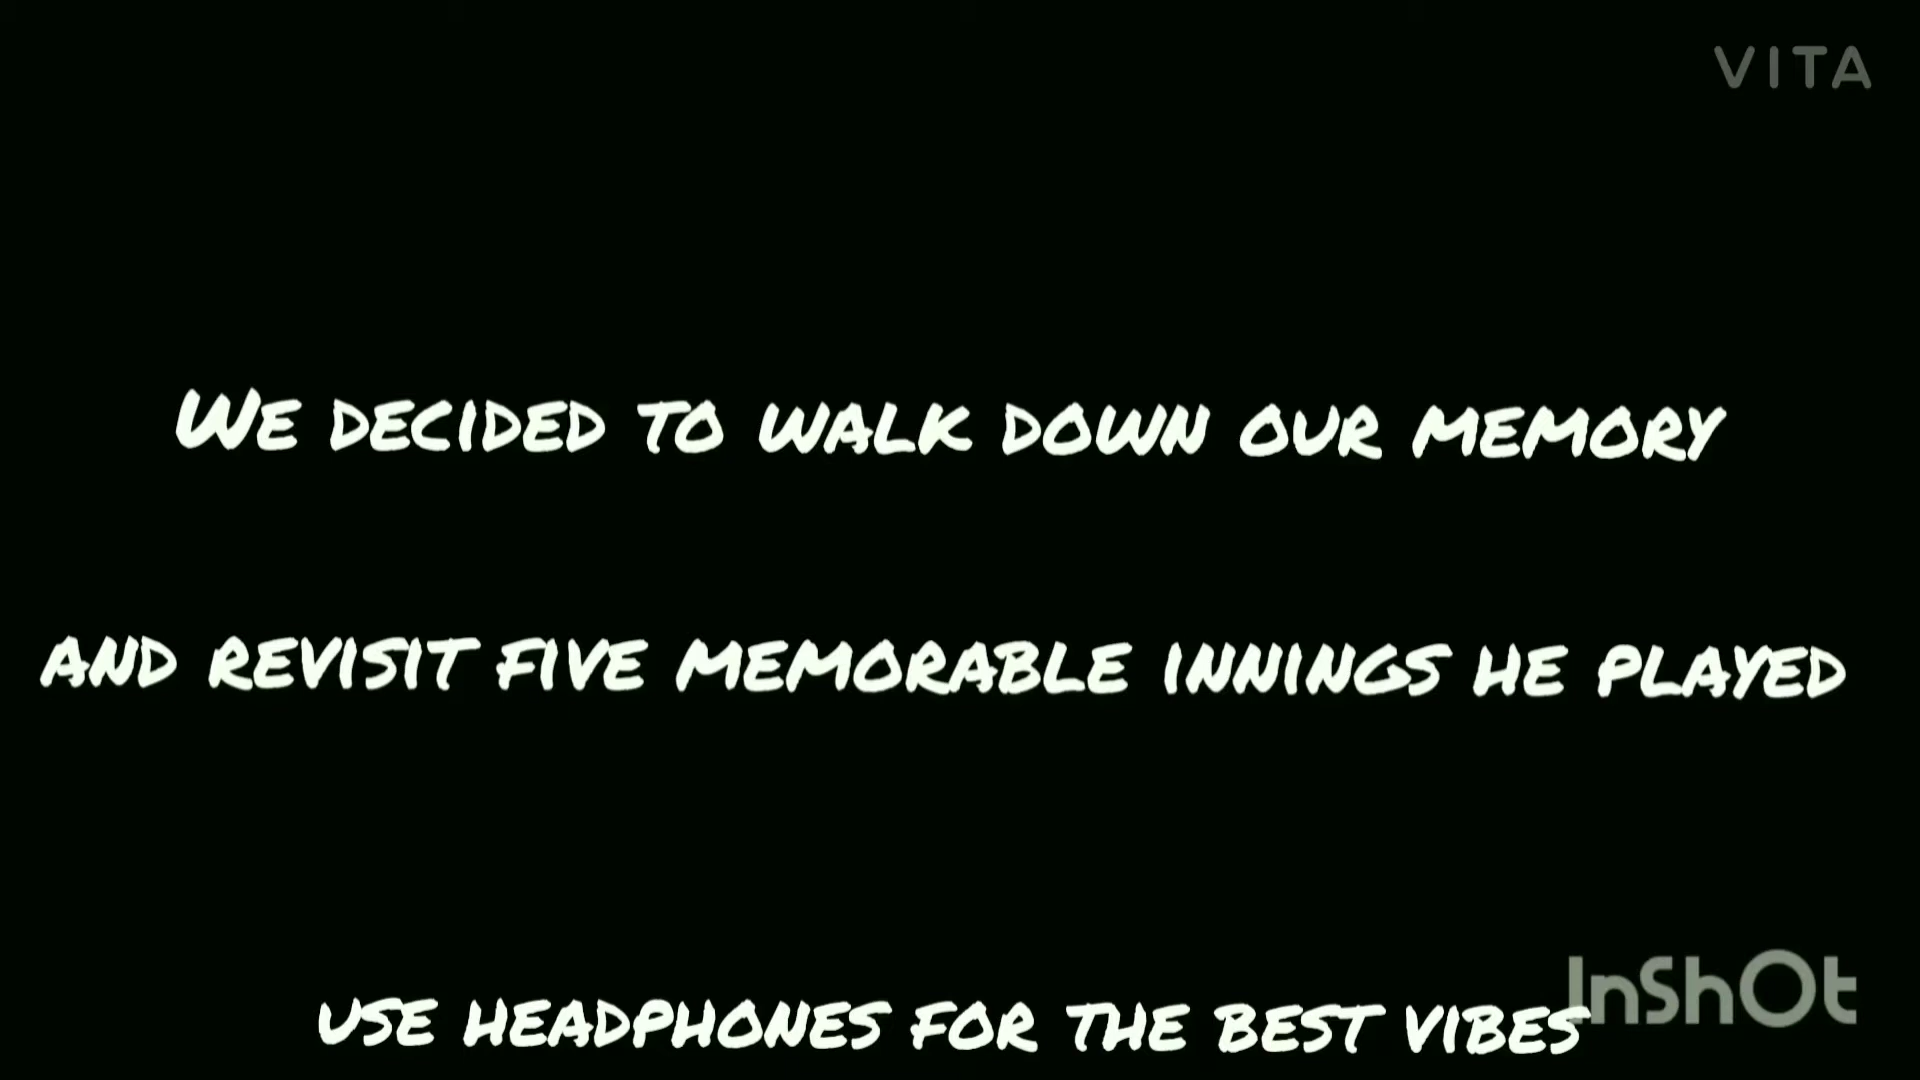 VITA
We decided to walk down our memory
and revisit five memorable innings he played
use headphones for the best vibes
InShOt